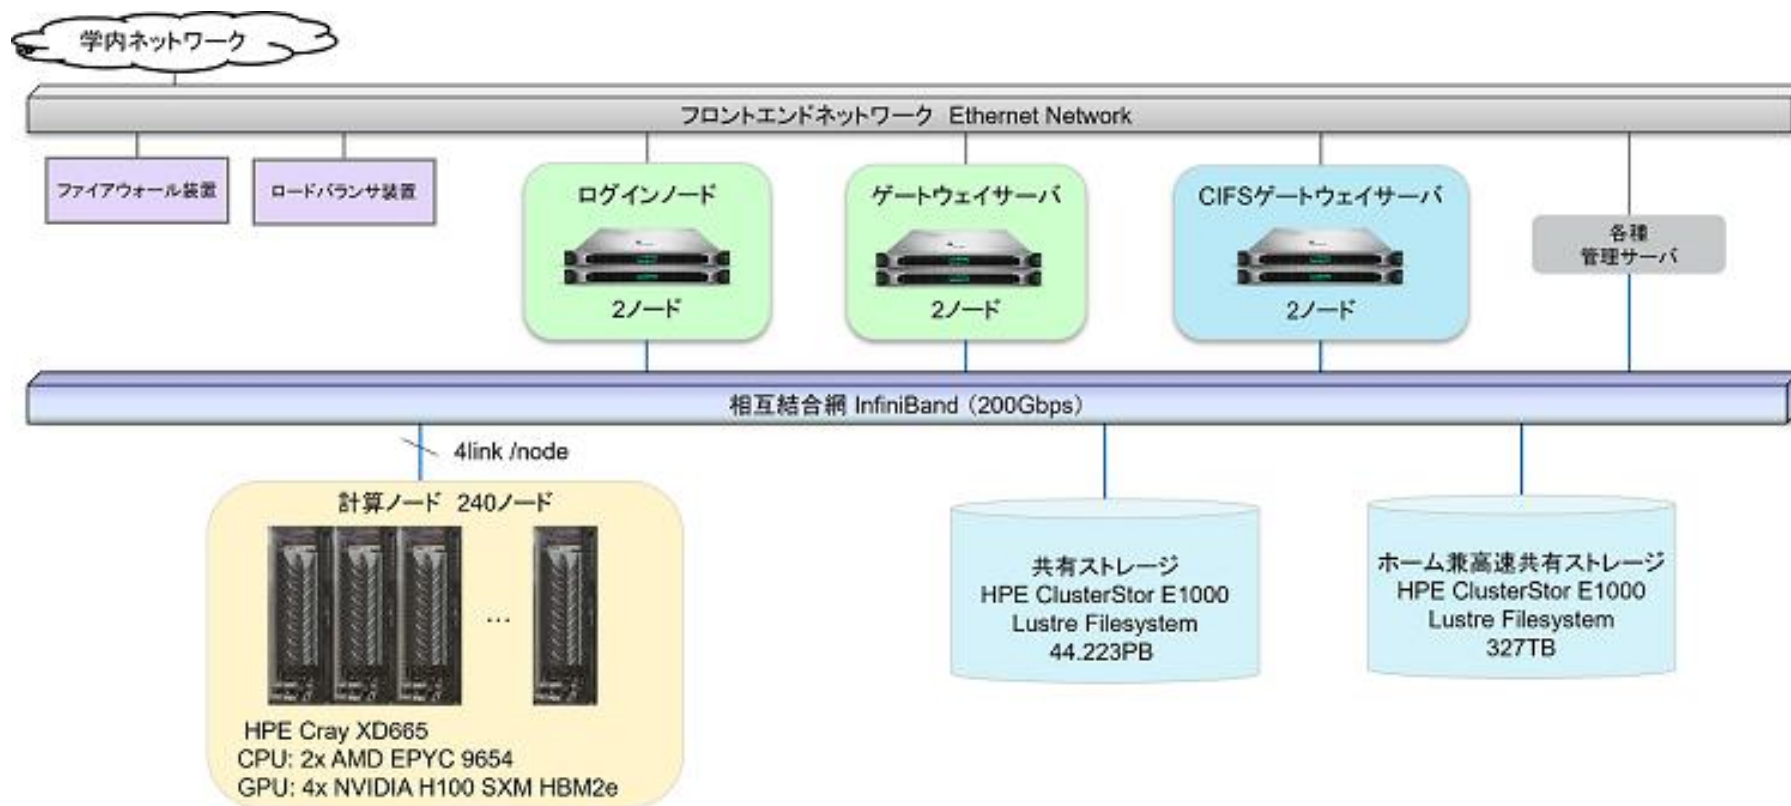 学内ネットワーク
フロントエンドネットワーク Ethernet Network
ファイアウォール装置
ロードバランサ装置
ログインノード
2ノード
ゲートウェイサーバ
2ノード
CIFSゲートウェイサーバ
2ノード
各種
管理サーバ
相互結合網 InfiniBand（200Gbps）
4link /node
計算ノード 240ノード
...
HPE Cray XD665
CPU: 2x AMD EPYC 9654
GPU: 4x NVIDIA H100 SXM HBM2e
共有ストレージ
HPE ClusterStor E1000
Lustre Filesystem
44.223PB
ホーム兼高速共有ストレージ
HPE ClusterStor E1000
Lustre Filesystem
327TB